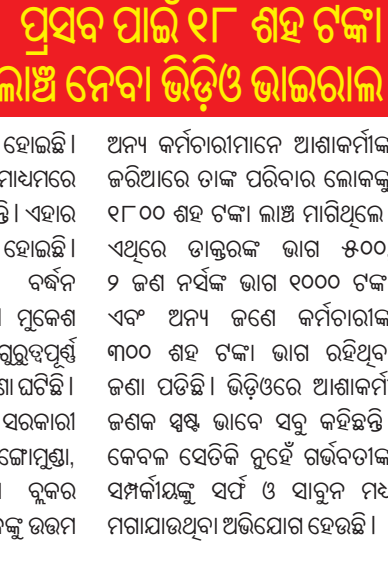 ପ୍ରସବ ପାଇଁ ୧୮ ଶହ ଟଙ୍କା
ଲାଞ୍ଚ ନେବା ଭିଡ଼ିଓ ଭାଇରାଲ
ହୋଇଛି।
ମାଧ୍ୟମରେ
ଏହାର
ହୋଇଛି।
ବର୍ଦ୍ଧନ
ମୁକେଶ
ଗୁରୁତ୍ୱପୂର୍ଣ୍ଣ
ଘଟିଛି।
ସରକାରୀ
ବ୍ଲକର
ଉତ୍ତମ
ଅନ୍ୟ କର୍ମଚାରୀମାନେ ଆଶାକର୍ମୀଙ୍କ
ଜରିଆରେ ତାଙ୍କ ପରିବାର ଲୋକଙ୍କୁ
୧୮୦୦ ଶହ ଟଙ୍କା ଲାଞ୍ଚ ମାଗିଥିଲେ
ଏଥିରେ ଡାକ୍ତରଙ୍କ ଭାଗ ୫୦୦,
୨ ଜଣ ନର୍ସଙ୍କ ଭାଗ ୧୦୦୦ ଟଙ୍କା
ଏବଂ ଅନ୍ୟ ଜଣେ କର୍ମଚାରୀଙ୍କ
୩୦୦ ଶହ ଟଙ୍କା ଭାଗ ରହିଥିବ
ଜଣା ପଡିଛି। ଭିଡ଼ିଓରେ ଆଶାକର୍ମୀ
ଜଣକ ସ୍ପଷ୍ଟ ଭାବେ ସବୁ କହିଛନ୍ତି
କେବଳ ସେତିକି ନୁହେଁ ଗର୍ଭବତୀଙ୍କ
ସମ୍ପର୍କୀୟଙ୍କୁ ସର୍ଫ ଓ ସାବୁନ ମଧ୍ୟ
ମଗାଯାଉଥିବା ଅଭିଯୋଗ ହେଉଛି।